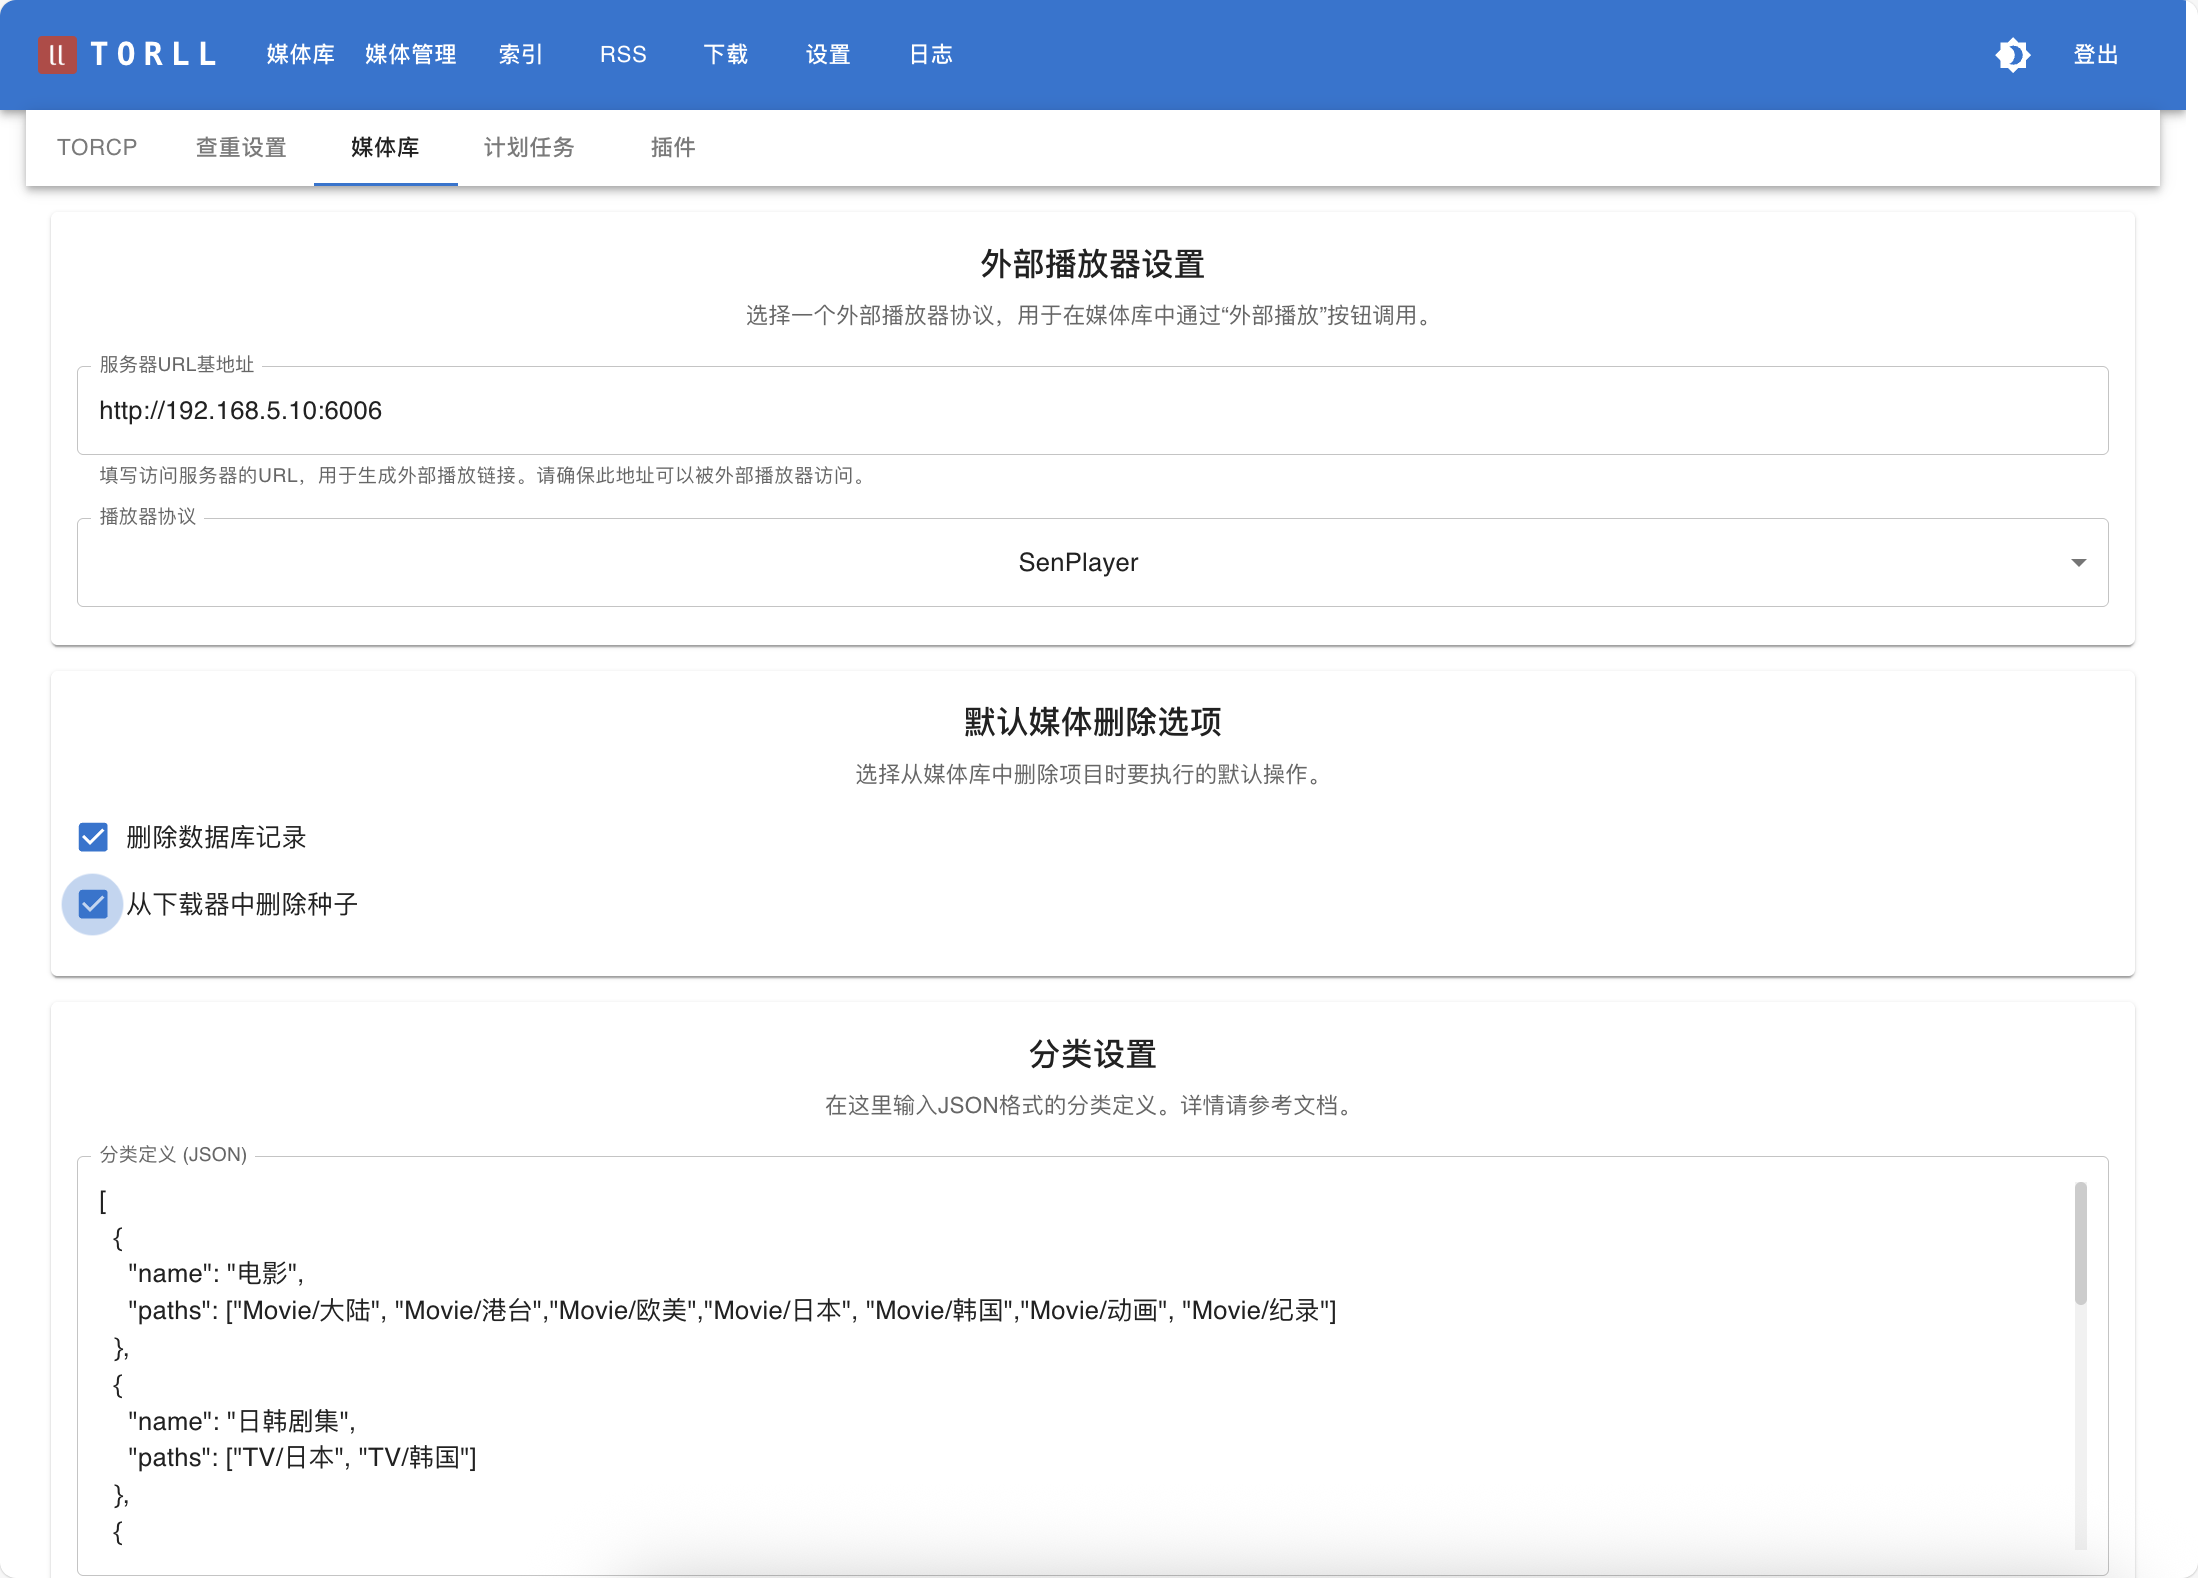 ll TORLL 媒体库 媒体管理 索引 RSS 下载 设置 日志 登出
TORCP 查重设置 媒体库 计划任务 插件
外部播放器设置
选择一个外部播放器协议，用于在媒体库中通过“外部播放”按钮调用。
服务器URL基地址
http://192.168.5.10:6006
填写访问服务器的URL，用于生成外部播放链接。请确保此地址可以被外部播放器访问。
播放器协议
SenPlayer
默认媒体删除选项
选择从媒体库中删除项目时要执行的默认操作。
删除数据库记录
从下载器中删除种子
分类设置
在这里输入JSON格式的分类定义。详情请参考文档。
分类定义 (JSON)
[
{
"name": "电影",
"paths": ["Movie/大陆", "Movie/港台","Movie/欧美","Movie/日本", "Movie/韩国","Movie/动画", "Movie/纪录"]
},
{
"name": "日韩剧集",
"paths": ["TV/日本", "TV/韩国"]
},
{